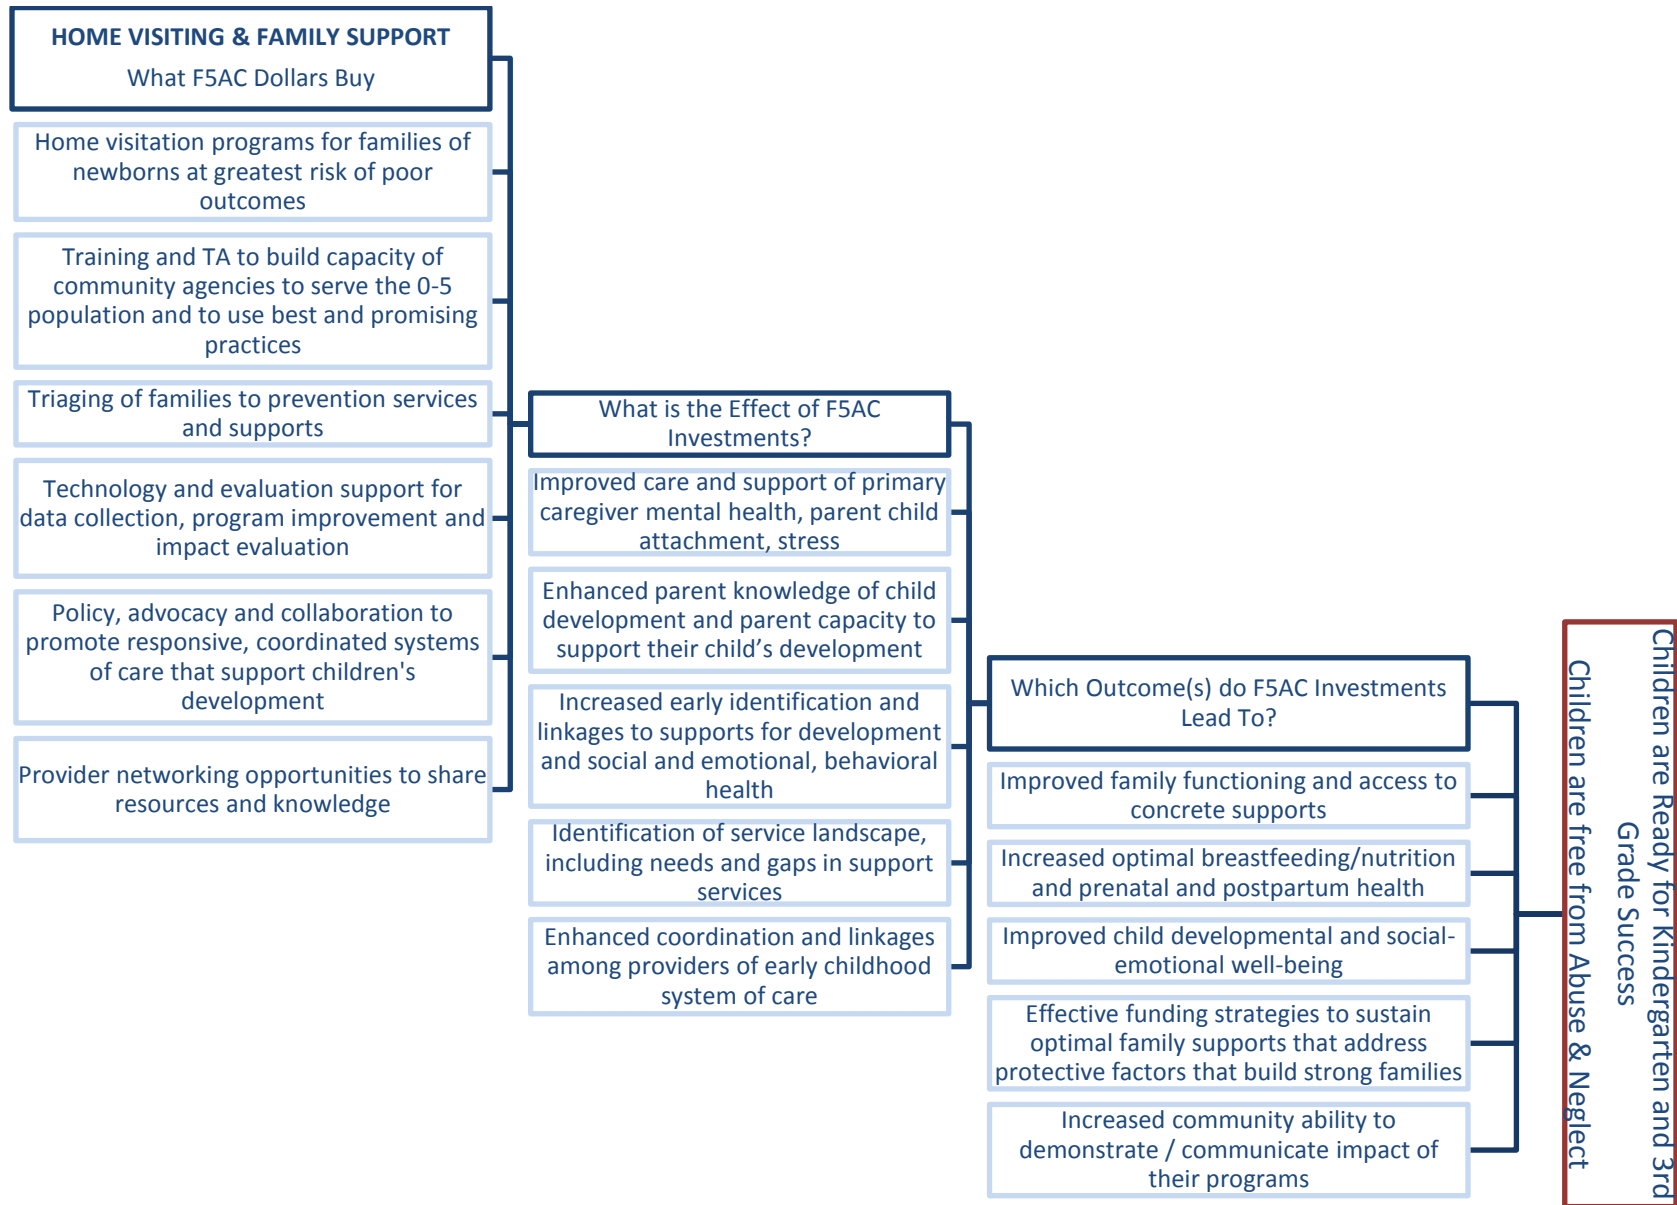 HOME VISITING & FAMILY SUPPORT
What F5AC Dollars Buy
Home visitation programs for families of
newborns at greatest risk of poor
outcomes
Training and TA to build capacity of
community agencies to serve the 0-5
population and to use best and promising
practices
Triaging of families to prevention services
and supports
Technology and evaluation support for
data collection, program improvement and
impact evaluation
Policy, advocacy and collaboration to
promote responsive, coordinated systems
of care that support children's
development
Provider networking opportunities to share
resources and knowledge
What is the Effect of F5AC
Investments?
Improved care and support of primary
caregiver mental health, parent child
attachment, stress
Enhanced parent knowledge of child
development and parent capacity to
support their child’s development
Increased early identification and
linkages to supports for development
and social and emotional, behavioral
health
Identification of service landscape,
including needs and gaps in support
services
Enhanced coordination and linkages
among providers of early childhood
system of care
Which Outcome(s) do F5AC Investments
Lead To?
Improved family functioning and access to
concrete supports
Increased optimal breastfeeding/nutrition
and prenatal and postpartum health
Improved child developmental and social-
emotional well-being
Effective funding strategies to sustain
optimal family supports that address
protective factors that build strong families
Increased community ability to
demonstrate / communicate impact of
their programs
Children are Ready for Kindergarten and 3rd
Grade Success
Children are free from Abuse & Neglect